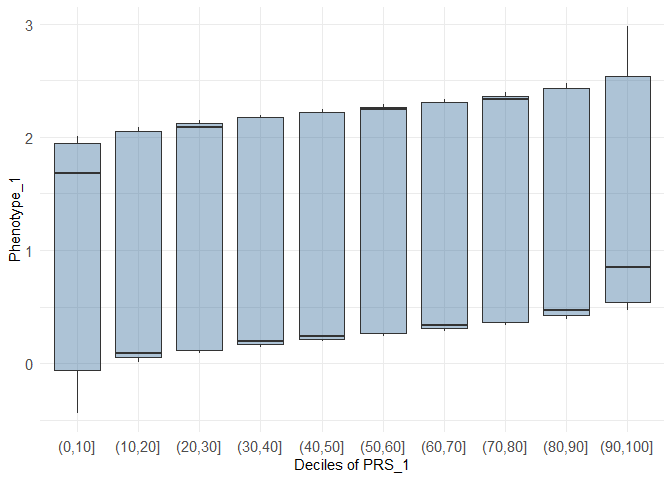 3
2
1
0
Phenotype_1
(0,10] (10,20] (20,30] (30,40] (40,50] (50,60] (60,70] (70,80] (80,90] (90,100]
Deciles of PRS_1